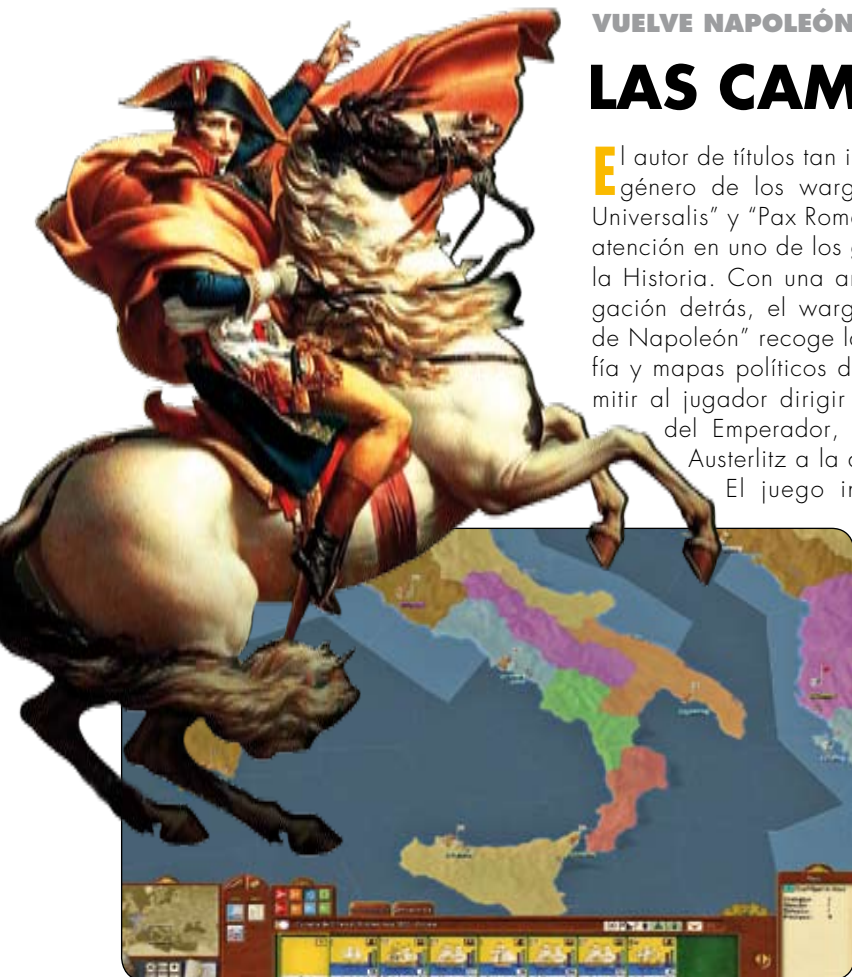 VUELVE NAPOLEÓN
LAS CAM
El autor de títulos tan i
género de los warg
Universalis” y “Pax Rom
atención en uno de los g
la Historia. Con una a
gación detrás, el warg
de Napoleón” recoge l
fía y mapas políticos d
mitir al jugador dirigir
del Emperador,
Austerlitz a la
El juego i